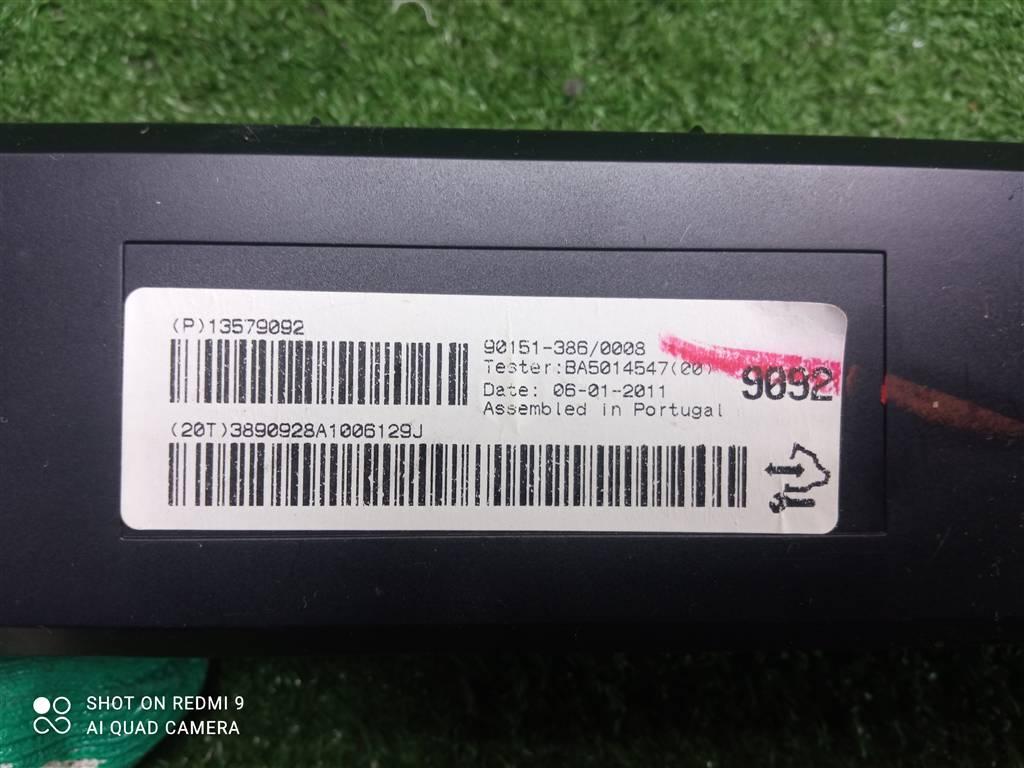 (P)13579092
90151-386/0008
Tester:BA5014547(00)
9092
Date: 06-01-2011
Assembled in Portugal
(20T)3890928A1006129J
SHOT ON REDMI 9
AI QUAD CAMERA